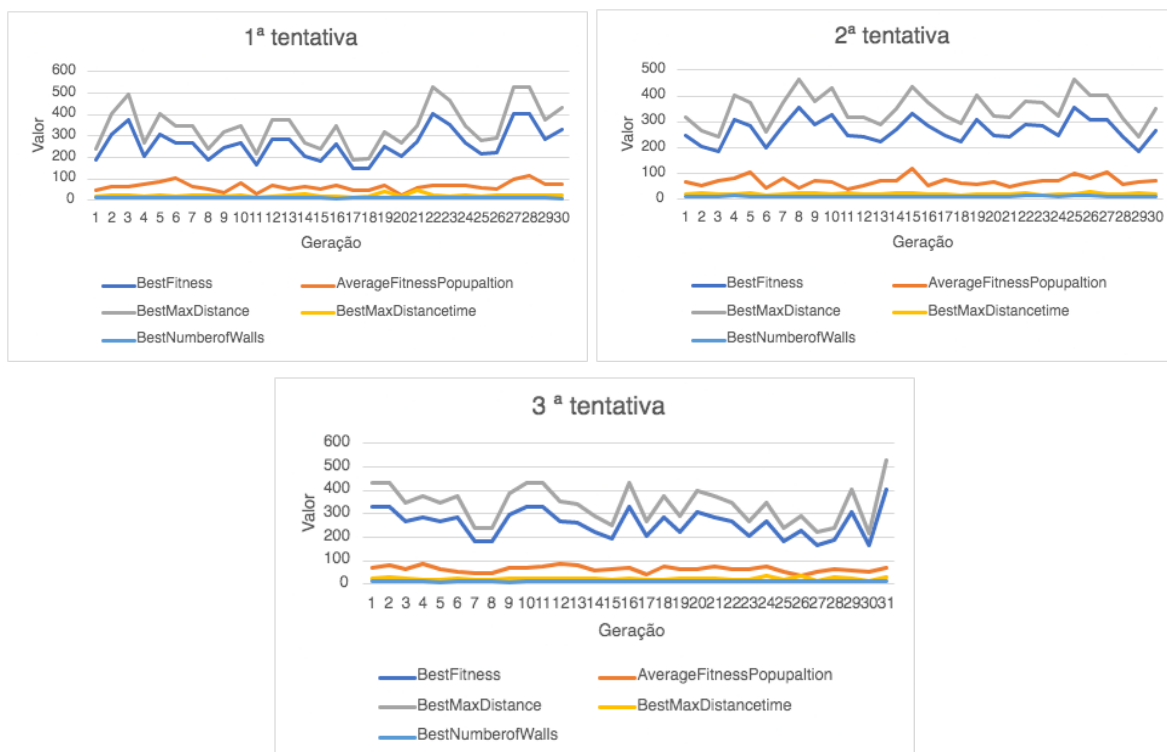 1ª tentativa
600
500
400
300
200
100
0
Valor
1 2 3 4 5 6 7 8 9 10 11 12 13 14 15 16 17 18 19 20 21 22 23 24 25 26 27 28 29 30
Geração
BestFitness AverageFitnessPopupaltion
BestMaxDistance BestMaxDistancetime
BestNumberofWalls
2ª tentativa
500
400
300
200
100
0
Valor
1 2 3 4 5 6 7 8 9 10 11 12 13 14 15 16 17 18 19 20 21 22 23 24 25 26 27 28 29 30
Geração
BestFitness AverageFitnessPopupaltion
BestMaxDistance BestMaxDistancetime
BestNumberofWalls
3 ª tentativa
600
500
400
300
200
100
0
Valor
1 2 3 4 5 6 7 8 9 10 11 12 13 14 15 16 17 18 19 20 21 22 23 24 25 26 27 28 29 30 31
Geração
BestFitness AverageFitnessPopupaltion
BestMaxDistance BestMaxDistancetime
BestNumberofWalls